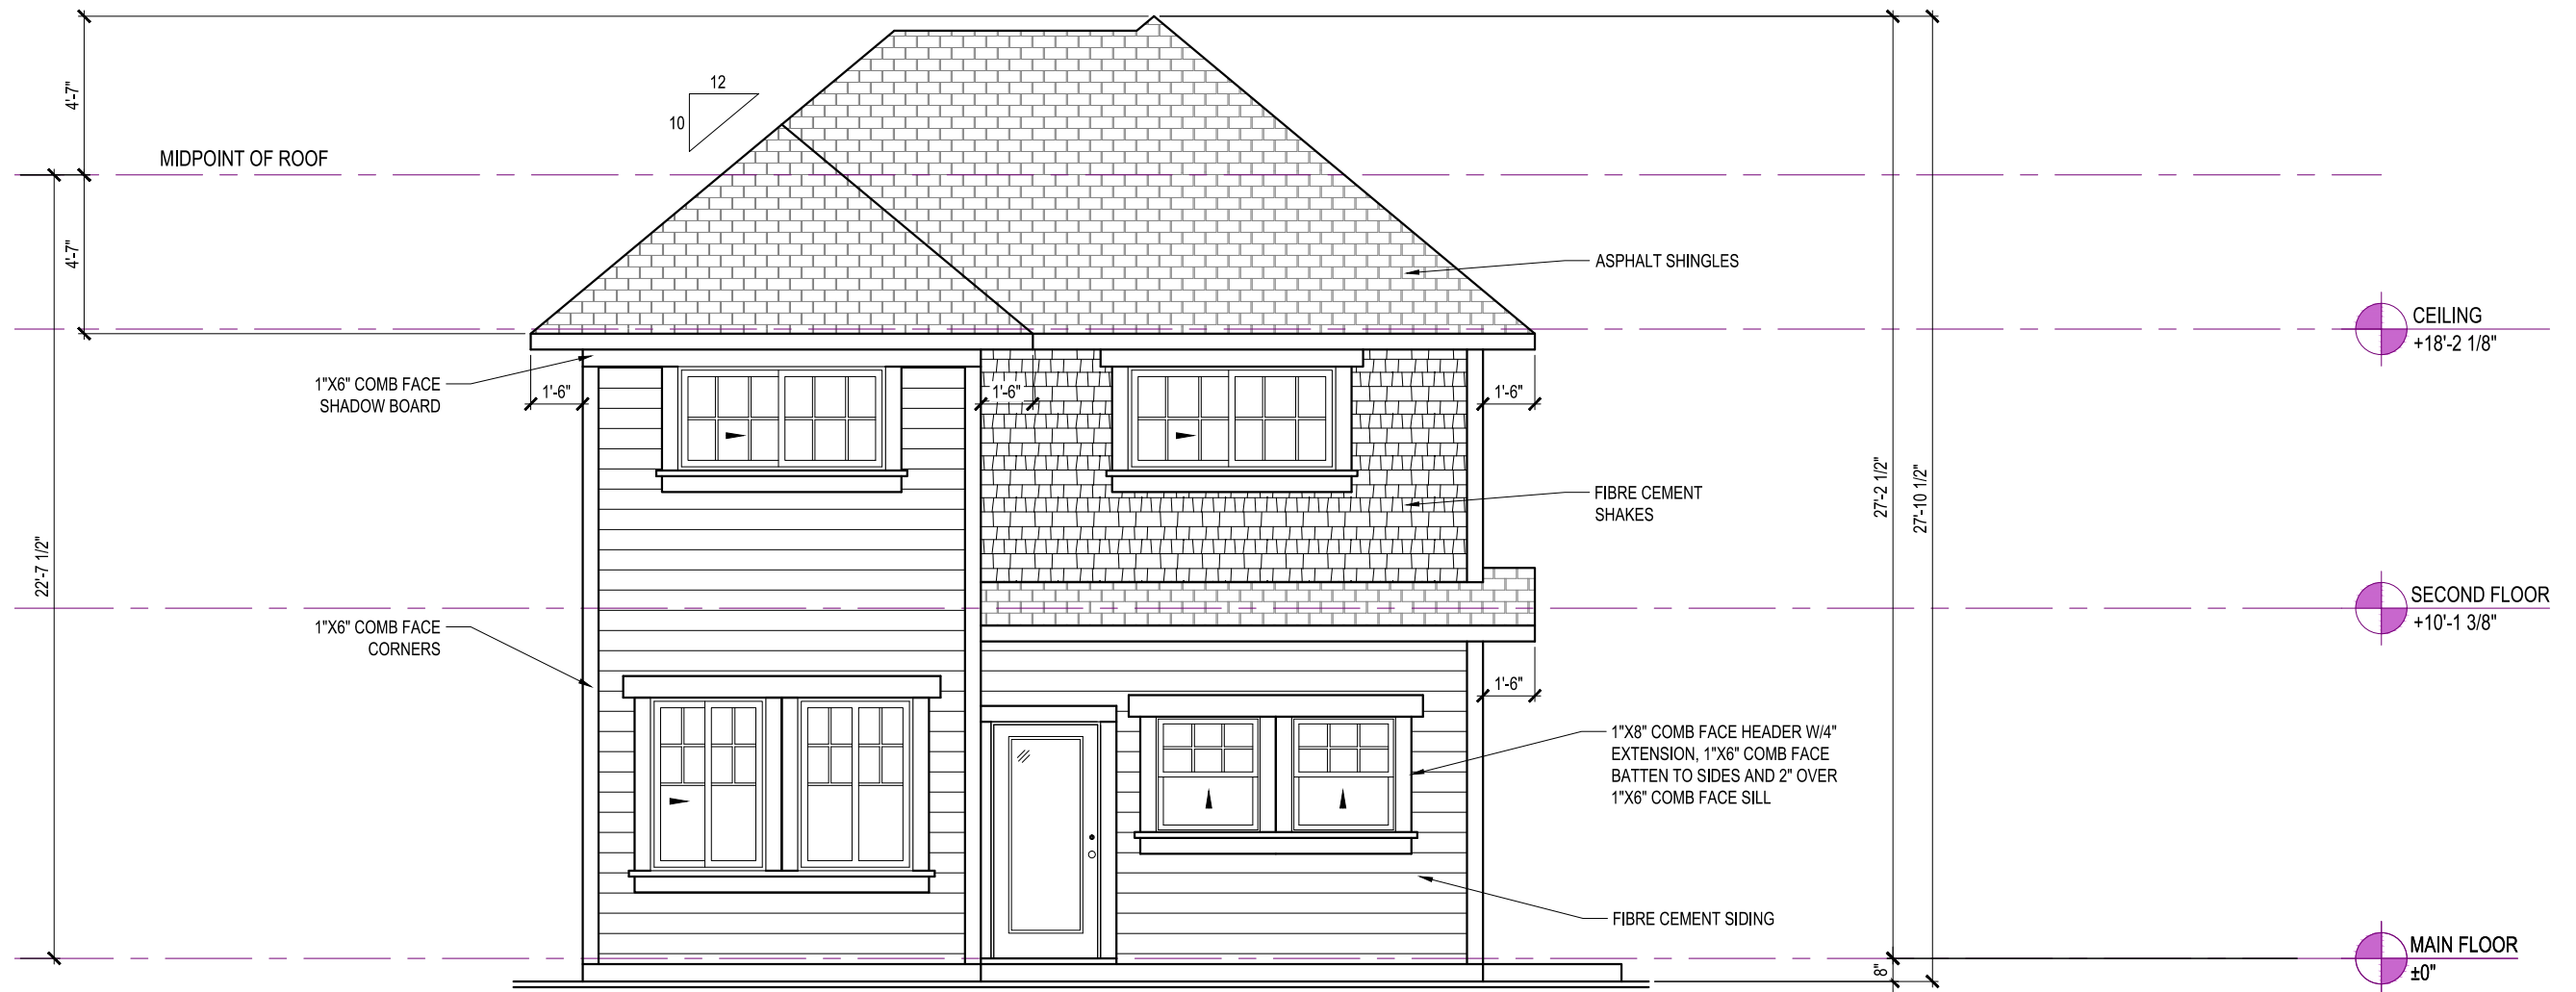 4'-7"
12
10
MIDPOINT OF ROOF
4'-7"
ASPHALT SHINGLES
CEILING
+18'-2 1/8"
1"X6" COMB FACE
SHADOW BOARD
1'-6"
1'-6"
1'-6"
27'-2 1/2"
27'-10 1/2"
FIBRE CEMENT
SHAKES
22'-7 1/2"
SECOND FLOOR
+10'-1 3/8"
1"X6" COMB FACE
CORNERS
1'-6"
1"X8" COMB FACE HEADER W/4"
EXTENSION, 1"X6" COMB FACE
BATTEN TO SIDES AND 2" OVER
1"X6" COMB FACE SILL
FIBRE CEMENT SIDING
MAIN FLOOR
±0"
8"